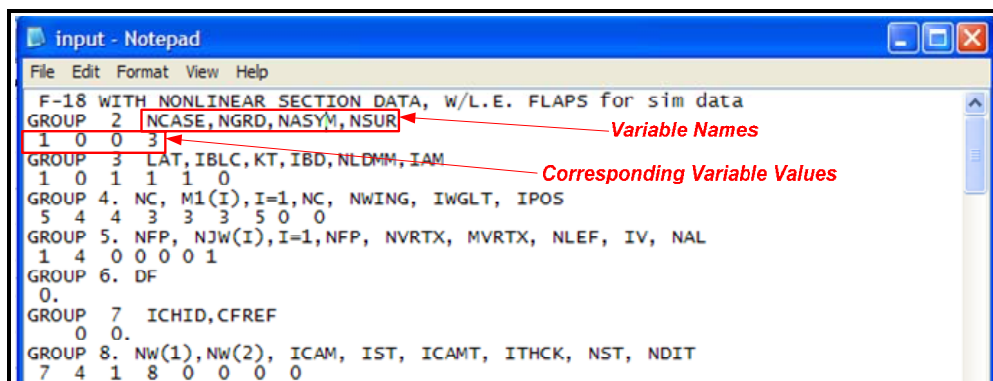 input - Notepad
File Edit Format View Help
F-18 WITH NONLINEAR SECTION DATA, W/L.E. FLAPS for sim data
GROUP 2 NCASE,NGRD,NASYM,NSUR
Variable Names
1 0 0 3
GROUP 3 LAT,IBLC,KT,IBD,NLDMM,IAM
Corresponding Variable Values
1 0 1 1 1 0
GROUP 4. NC, M1(I),I=1,NC, NWING, IWGLT, IPOS
5 4 4 3 3 3 5 0 0
GROUP 5. NFP, NJW(I),I=1,NFP, NVRTX, MVRTX, NLEF, IV, NAL
1 4 0 0 0 0 1
GROUP 6. DF
0.
GROUP 7 ICHID,CFREF
0 0.
GROUP 8. NW(1),NW(2), ICAM, IST, ICAMT, ITHCK, NST, NDIT
7 4 1 8 0 0 0 0